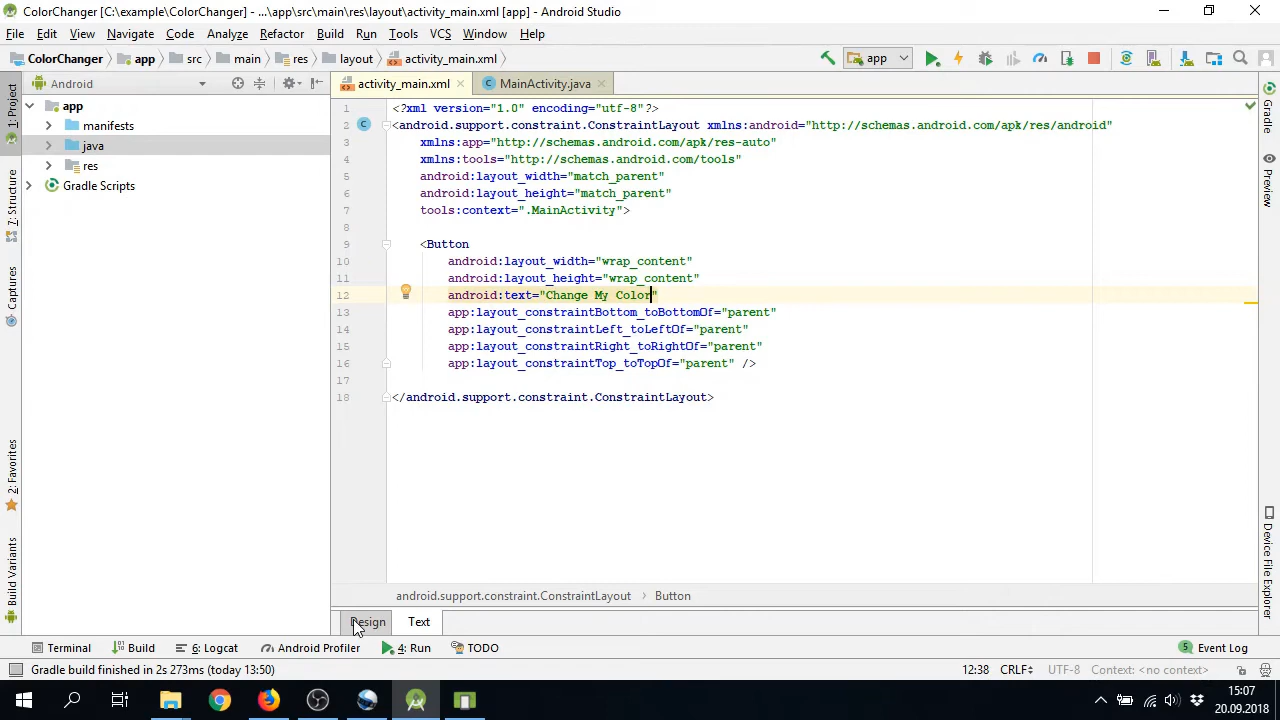 ColorChanger [C:\example\ColorChanger] - ...\app\src\main\res\layout\activity_main.xml [app] - Android Studio
File Edit View Navigate Code Analyze Refactor Build Run Tools VCS Window Help
ColorChanger app src main res layout activity_main.xml app
1: Project
7: Structure
Captures
2: Favorites
Build Variants
Android
app
manifests
java
res
Gradle Scripts
activity_main.xml MainActivity.java
1 <?xml version="1.0" encoding="utf-8"?>
2 <android.support.constraint.ConstraintLayout xmlns:android="http://schemas.android.com/apk/res/android"
3 xmlns:app="http://schemas.android.com/apk/res-auto"
4 xmlns:tools="http://schemas.android.com/tools"
5 android:layout_width="match_parent"
6 android:layout_height="match_parent"
7 tools:context=".MainActivity">
8
9 <Button
10 android:layout_width="wrap_content"
11 android:layout_height="wrap_content"
12 android:text="Change My Color"
13 app:layout_constraintBottom_toBottomOf="parent"
14 app:layout_constraintLeft_toLeftOf="parent"
15 app:layout_constraintRight_toRightOf="parent"
16 app:layout_constraintTop_toTopOf="parent" />
17
18 </android.support.constraint.ConstraintLayout>
android.support.constraint.ConstraintLayout Button
Design Text
Gradle
Preview
Device File Explorer
Terminal Build 6: Logcat Android Profiler 4: Run TODO 5 Event Log
Gradle build finished in 2s 273ms (today 13:50) 12:38 CRLF UTF-8 Context: <no context>
15:07
20.09.2018